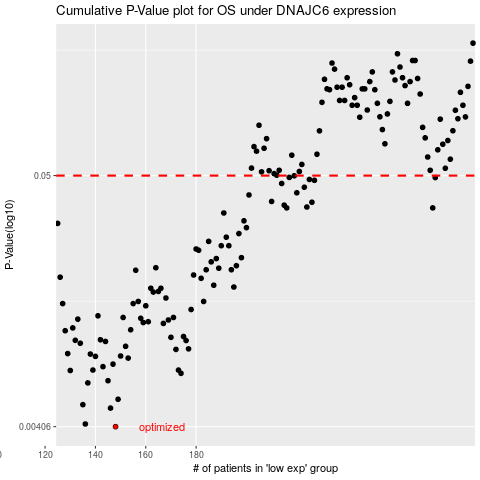 Cumulative P-Value plot for OS under DNAJC6 expression
P-Value(log10)
0.05
0.00406
optimized
0 120 140 160 180
# of patients in 'low exp' group